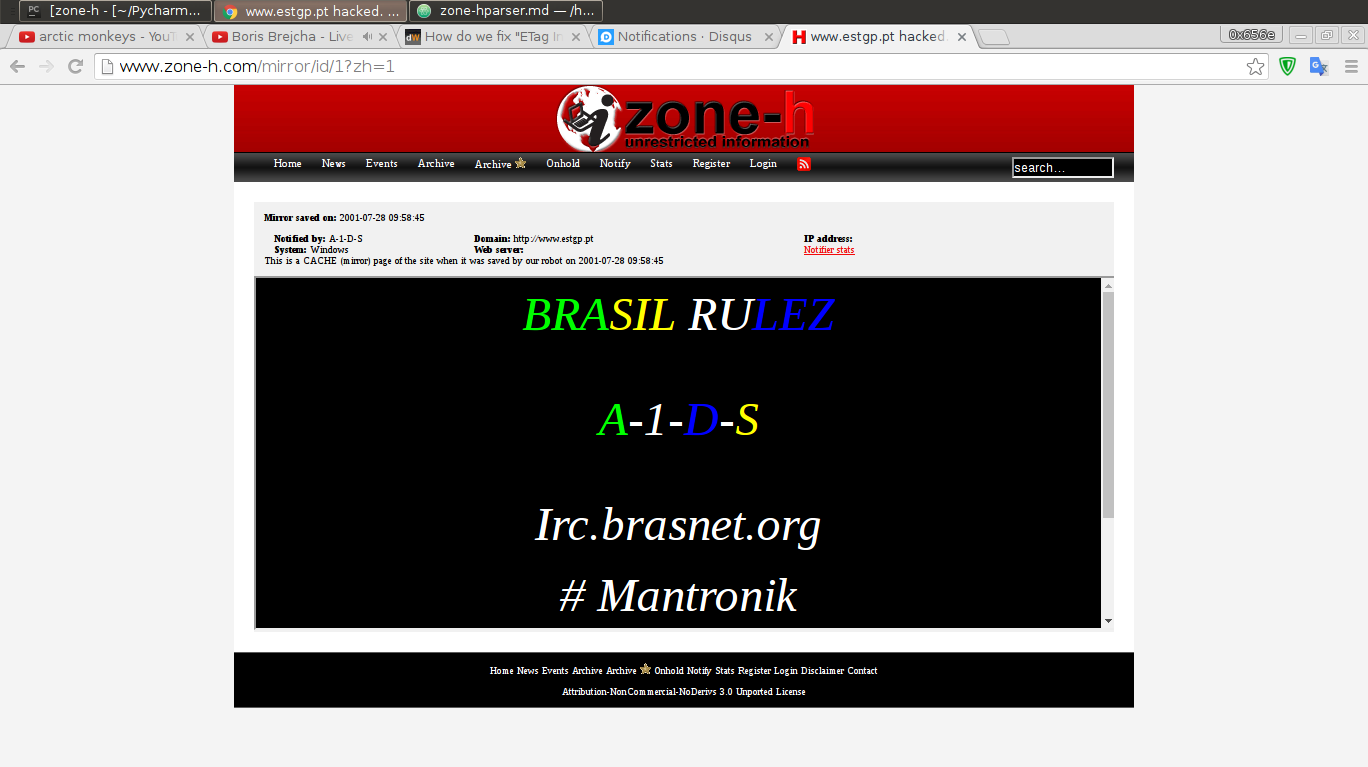 [zone-h - [~/Pycharm... www.estgp.pt hacked. ... zone-hparser.md — /h...
arctic monkeys - YouT Boris Brejcha - Live How do we fix "ETag In Notifications · Disqus www.estgp.pt hacked. 0x656e
www.zone-h.com/mirror/id/1?zh=1
zone-h
unrestricted information
Home News Events Archive Archive Onhold Notify Stats Register Login search...
Mirror saved on: 2001-07-28 09:58:45
Notified by: A-1-D-S Domain: http://www.estgp.pt IP address:
System: Windows Web server: Notifier stats
This is a CACHE (mirror) page of the site when it was saved by our robot on 2001-07-28 09:58:45
BRASIL RULEZ
A-1-D-S
Irc.brasnet.org
# Mantronik
Home News Events Archive Archive Onhold Notify Stats Register Login Disclaimer Contact
Attribution-NonCommercial-NoDerivs 3.0 Unported License